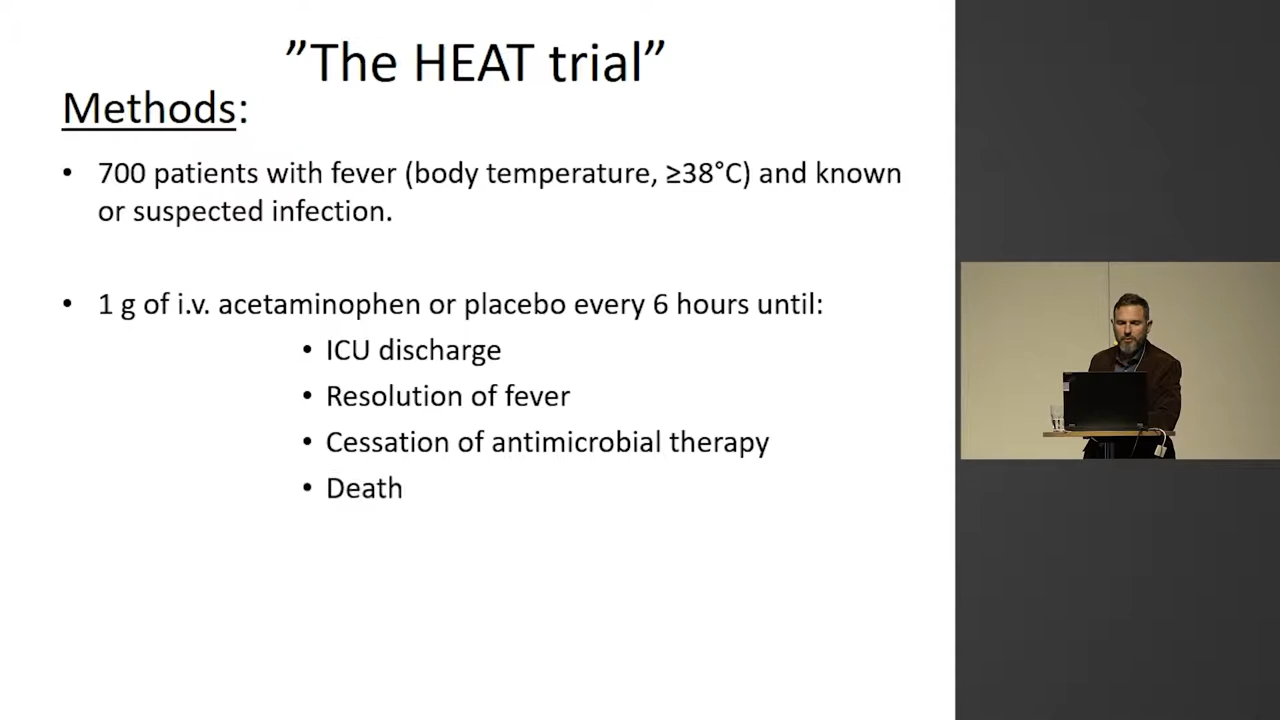 ”The HEAT trial”
Methods:
• 700 patients with fever (body temperature, ≥38°C) and known
or suspected infection.
• 1 g of i.v. acetaminophen or placebo every 6 hours until:
• ICU discharge
• Resolution of fever
• Cessation of antimicrobial therapy
• Death